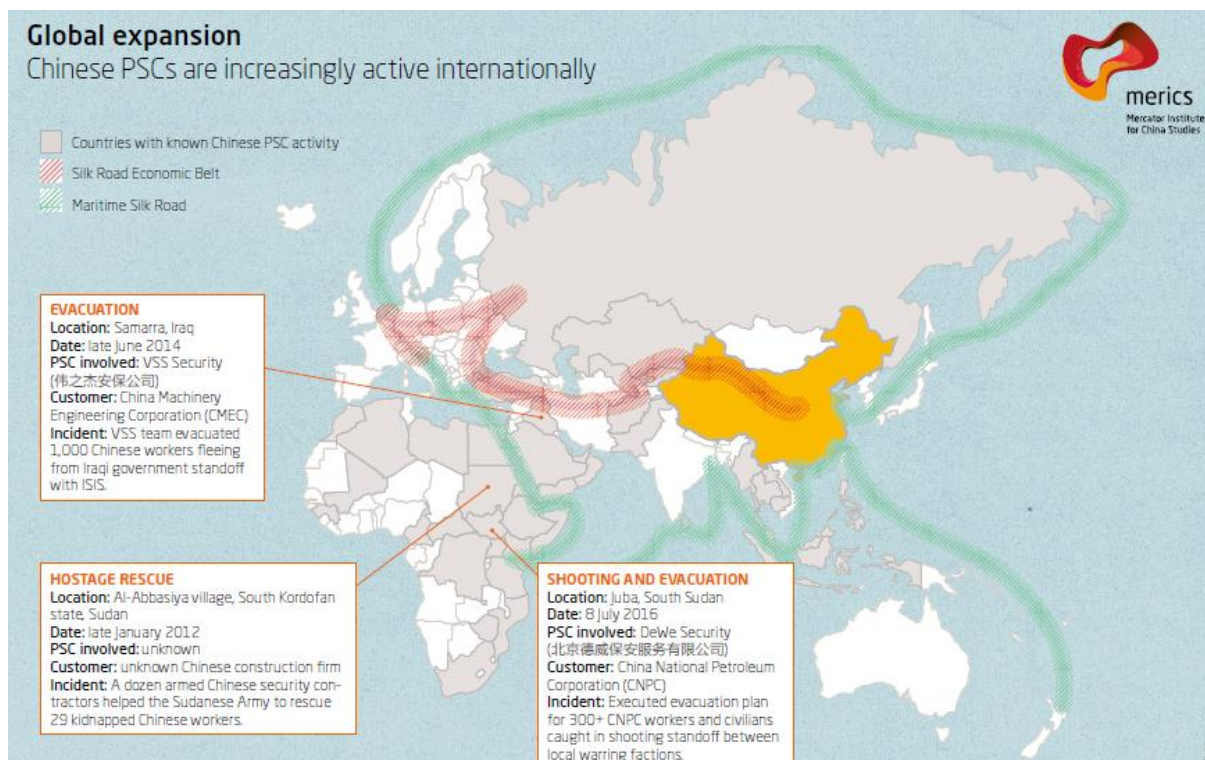 Global expansion
Chinese PSCs are increasingly active internationally
merics
Mercator Institute
for China Studies
Countries with known Chinese PSC activity
Silk Road Economic Belt
Maritime Silk Road
EVACUATION
Location: Samarra, Iraq
Date: late June 2014
PSC involved: VSS Security
(伟之杰安保公司)
Customer: China Machinery
Engineering Corporation (CMEC)
Incident: VSS team evacuated
1,000 Chinese workers fleeing
from Iraqi government standoff
with ISIS.
HOSTAGE RESCUE
Location: Al-Abbasiya village, South Kordofan
state, Sudan
Date: late January 2012
PSC involved: unknown
Customer: unknown Chinese construction firm
Incident: A dozen armed Chinese security con-
tractors helped the Sudanese Army to rescue
29 kidnapped Chinese workers.
SHOOTING AND EVACUATION
Location: Juba, South Sudan
Date: 8 July 2016
PSC involved: DeWe Security
(北京德威保安服务有限公司)
Customer: China National Petroleum
Corporation (CNPC)
Incident: Executed evacuation plan
for 300+ CNPC workers and civilians
caught in shooting standoff between
local warring factions.